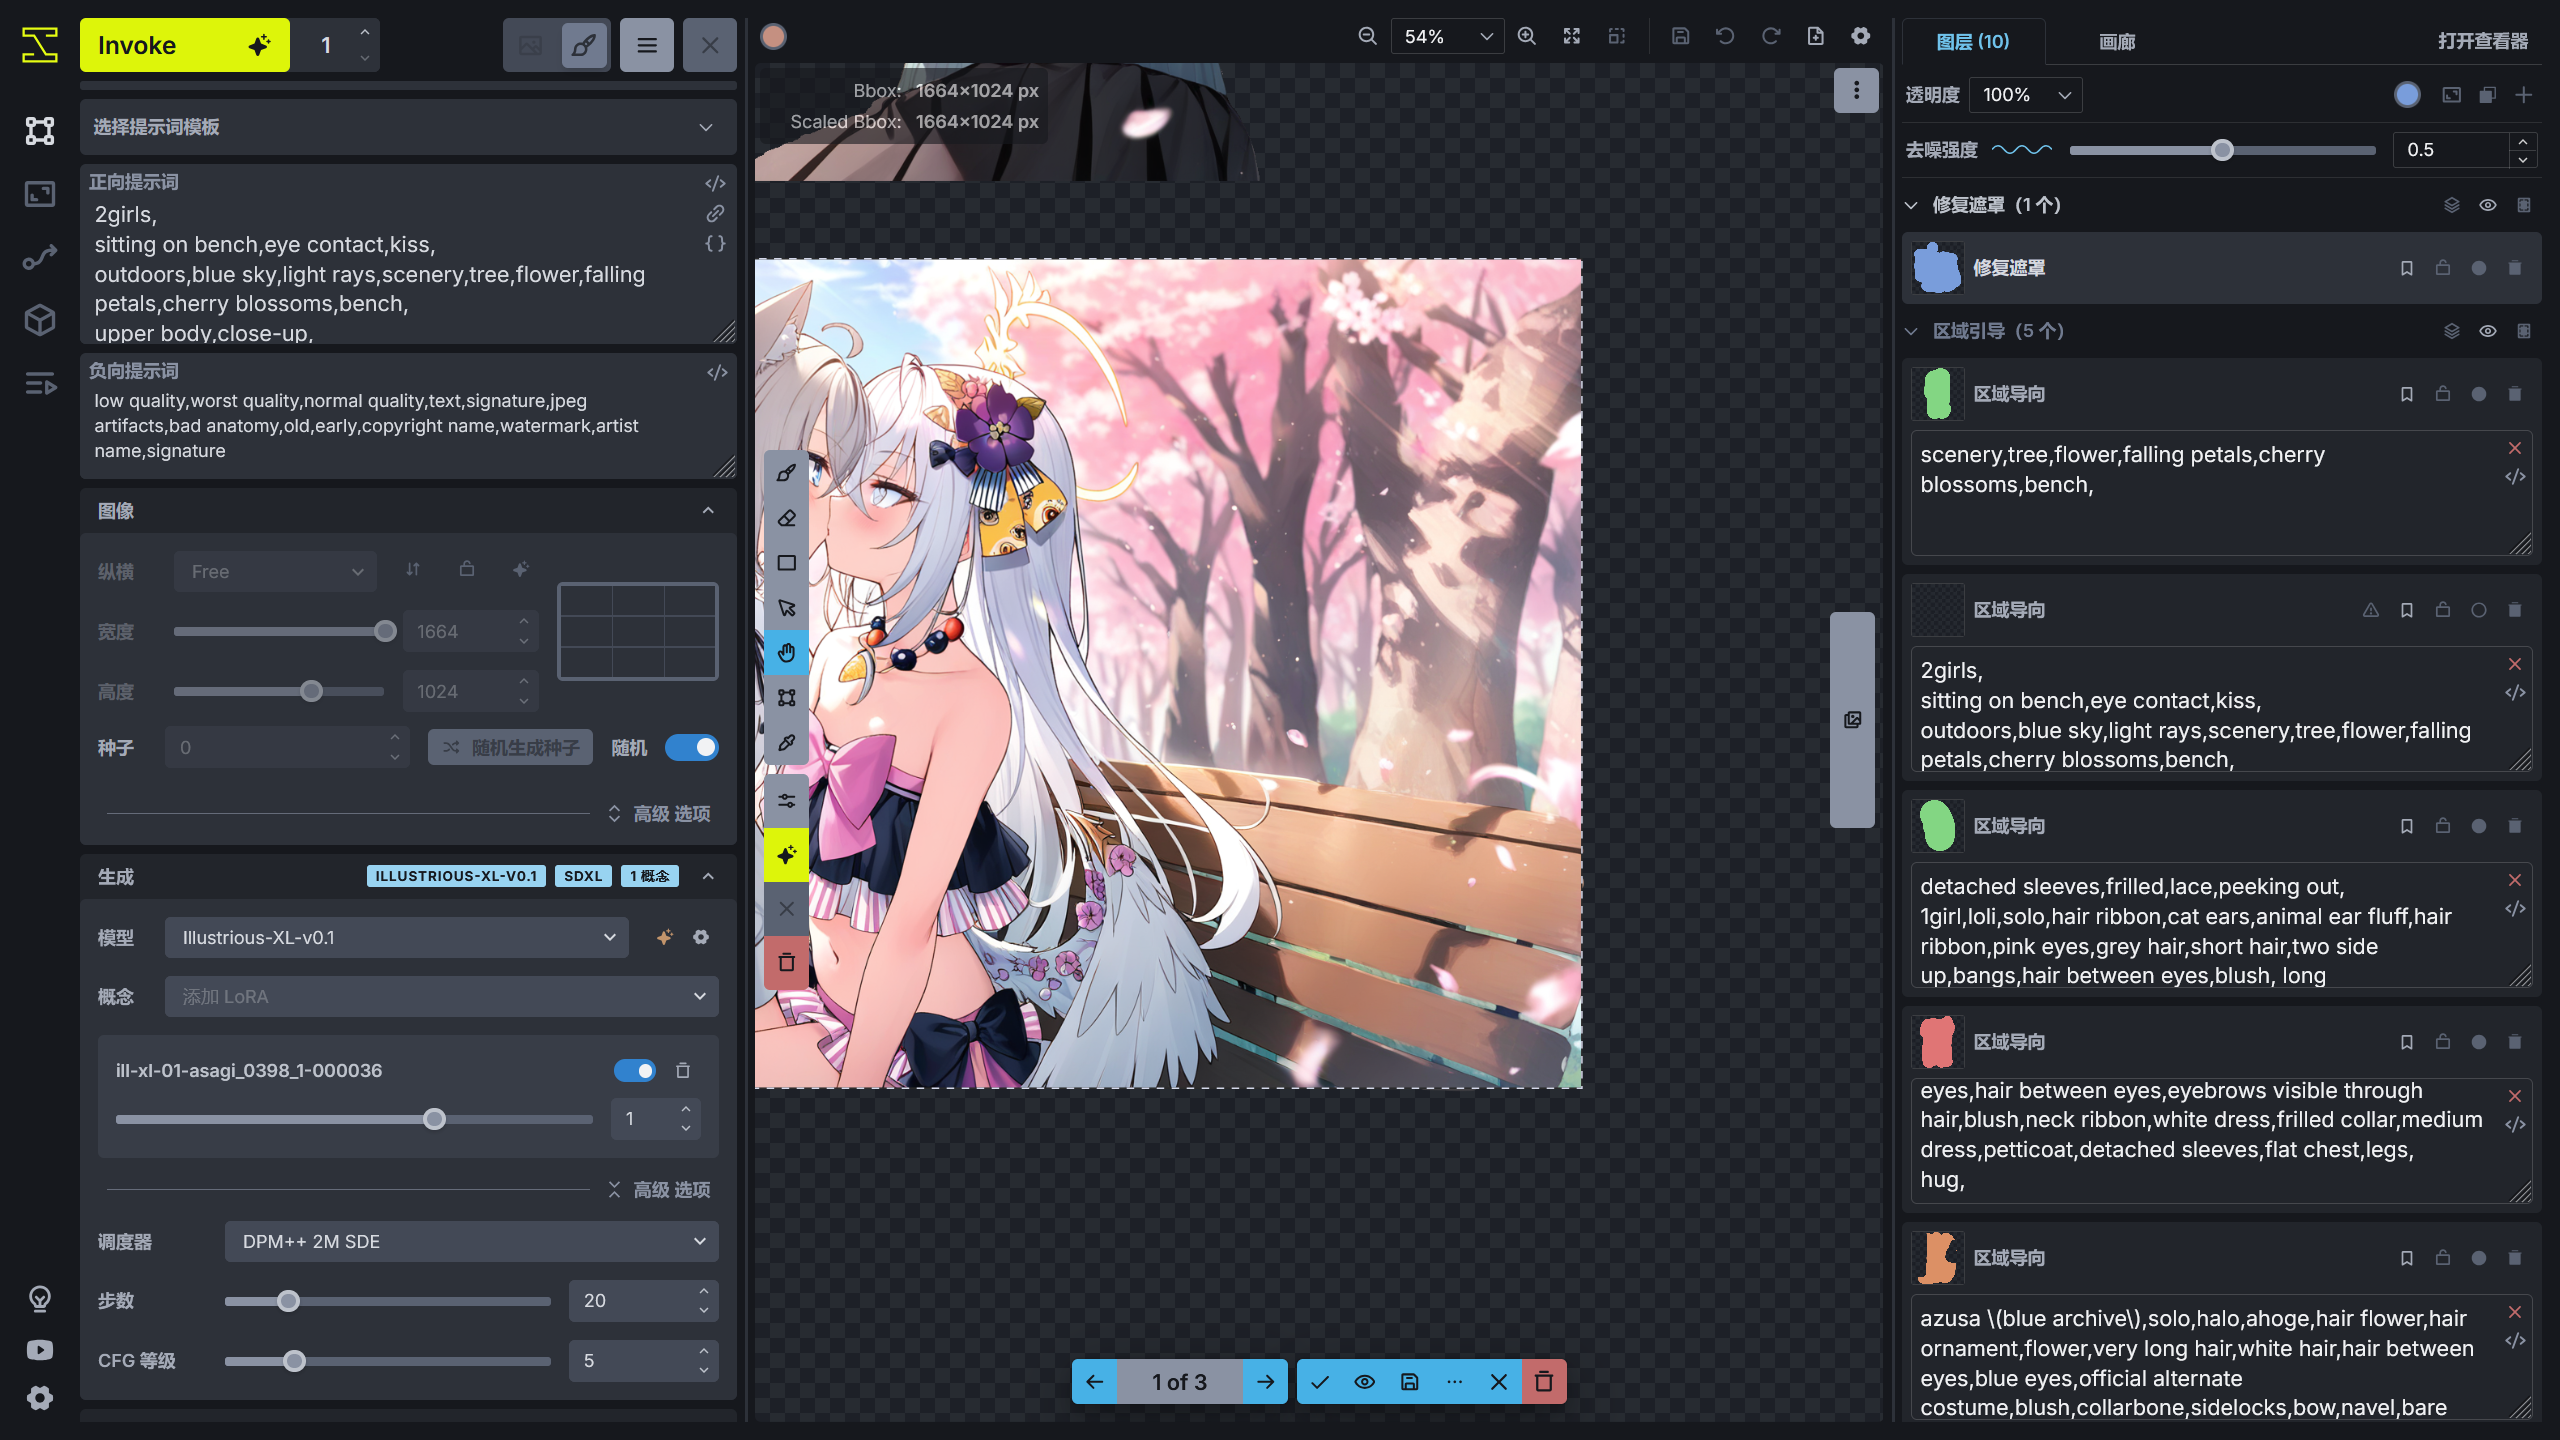 Invoke
1
选择提示词模板
正向提示词
2girls,
sitting on bench,eye contact,kiss,
outdoors,blue sky,light rays,scenery,tree,flower,falling
petals,cherry blossoms,bench,
upper body,close-up,
负向提示词
low quality,worst quality,normal quality,text,signature,jpeg
artifacts,bad anatomy,old,early,copyright name,watermark,artist
name,signature
图像
纵横 Free
宽度 1664
高度 1024
种子 0 随机生成种子 随机
高级 选项
生成 ILLUSTRIOUS-XL-V0.1 SDXL 1 概念
模型 Illustrious-XL-v0.1
概念 添加 LoRA
ill-xl-01-asagi_0398_1-000036
1
高级 选项
调度器 DPM++ 2M SDE
步数 20
CFG 等级 5
54%
Bbox: 1664×1024 px
Scaled Bbox: 1664×1024 px
1 of 3
图层 (10) 画廊 打开查看器
透明度 100%
去噪强度 0.5
修复遮罩 (1 个)
修复遮罩
区域引导 (5 个)
区域导向
scenery,tree,flower,falling petals,cherry
blossoms,bench,
区域导向
2girls,
sitting on bench,eye contact,kiss,
outdoors,blue sky,light rays,scenery,tree,flower,falling
petals,cherry blossoms,bench,
区域导向
detached sleeves,frilled,lace,peeking out,
1girl,loli,solo,hair ribbon,cat ears,animal ear fluff,hair
ribbon,pink eyes,grey hair,short hair,two side
up,bangs,hair between eyes,blush, long
区域导向
eyes,hair between eyes,eyebrows visible through
hair,blush,neck ribbon,white dress,frilled collar,medium
dress,petticoat,detached sleeves,flat chest,legs,
hug,
区域导向
azusa \(blue archive\),solo,halo,ahoge,hair flower,hair
ornament,flower,very long hair,white hair,hair between
eyes,blue eyes,official alternate
costume,blush,collarbone,sidelocks,bow,navel,bare